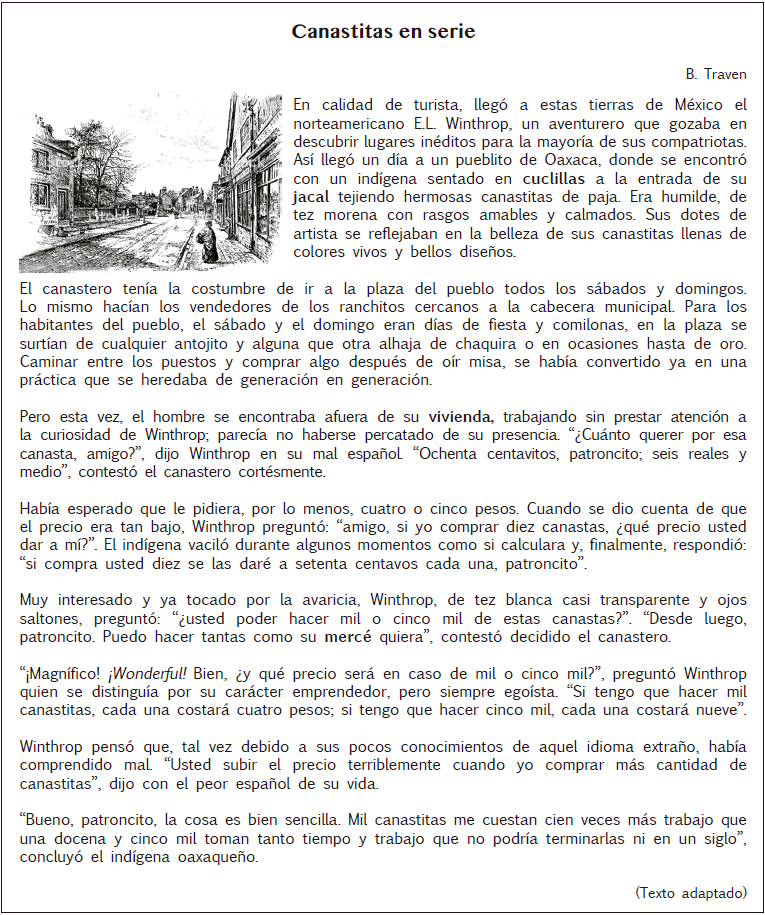 Canastitas en serie
B. Traven
En calidad de turista, llegó a estas tierras de México el
norteamericano E.L. Winthrop, un aventurero que gozaba en
descubrir lugares inéditos para la mayoría de sus compatriotas.
Así llegó un día a un pueblito de Oaxaca, donde se encontró
con un indígena sentado en cuclillas a la entrada de su
jacal tejiendo hermosas canastitas de paja. Era humilde, de
tez morena con rasgos amables y calmados. Sus dotes de
artista se reflejaban en la belleza de sus canastitas llenas de
colores vivos y bellos diseños.
El canastero tenía la costumbre de ir a la plaza del pueblo todos los sábados y domingos.
Lo mismo hacían los vendedores de los ranchitos cercanos a la cabecera municipal. Para los
habitantes del pueblo, el sábado y el domingo eran días de fiesta y comilonas, en la plaza se
surtían de cualquier antojito y alguna que otra alhaja de chaquira o en ocasiones hasta de oro.
Caminar entre los puestos y comprar algo después de oír misa, se había convertido ya en una
práctica que se heredaba de generación en generación.
Pero esta vez, el hombre se encontraba afuera de su vivienda, trabajando sin prestar atención a
la curiosidad de Winthrop; parecía no haberse percatado de su presencia. “¿Cuánto querer por esa
canasta, amigo?”, dijo Winthrop en su mal español. “Ochenta centavitos, patroncito; seis reales y
medio”, contestó el canastero cortésmente.
Había esperado que le pidiera, por lo menos, cuatro o cinco pesos. Cuando se dio cuenta de que
el precio era tan bajo, Winthrop preguntó: “amigo, si yo comprar diez canastas, ¿qué precio usted
dar a mí?”. El indígena vaciló durante algunos momentos como si calculara y, finalmente, respondió:
“si compra usted diez se las daré a setenta centavos cada una, patroncito”.
Muy interesado y ya tocado por la avaricia, Winthrop, de tez blanca casi transparente y ojos
saltones, preguntó: “¿usted poder hacer mil o cinco mil de estas canastas?”. “Desde luego,
patroncito. Puedo hacer tantas como su mercé quiera”, contestó decidido el canastero.
“¡Magnífico! ¡Wonderful! Bien, ¿y qué precio será en caso de mil o cinco mil?”, preguntó Winthrop
quien se distinguía por su carácter emprendedor, pero siempre egoísta. “Si tengo que hacer mil
canastitas, cada una costará cuatro pesos; si tengo que hacer cinco mil, cada una costará nueve”.
Winthrop pensó que, tal vez debido a sus pocos conocimientos de aquel idioma extraño, había
comprendido mal. “Usted subir el precio terriblemente cuando yo comprar más cantidad de
canastitas”, dijo con el peor español de su vida.
“Bueno, patroncito, la cosa es bien sencilla. Mil canastitas me cuestan cien veces más trabajo que
una docena y cinco mil toman tanto tiempo y trabajo que no podría terminarlas ni en un siglo”,
concluyó el indígena oaxaqueño.
(Texto adaptado)